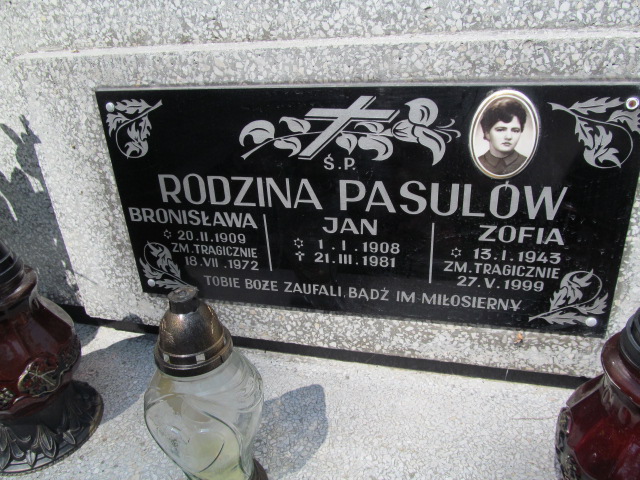 Ś.P.
RODZINA PASULÓW
BRONISŁAWA
✡ 20.II.1909
ZM.TRAGICZNIE
18.VII.1972
JAN
✡ 1.I.1908
✝ 21.III.1981
ZOFIA
✡ 13.I.1943
ZM.TRAGICZNIE
27.V.1999
TOBIE BOŻE ZAUFALI, BĄDŹ IM MIŁOSIERNY